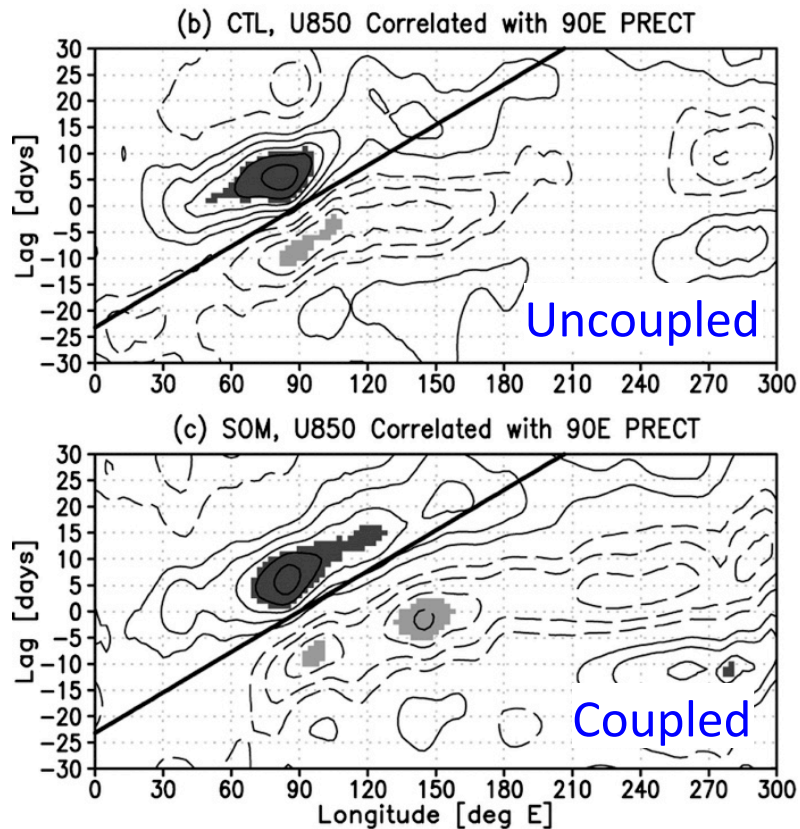 (b) CTL, U850 Correlated with 90E PRECT
30
25
20
15
10
5
0
-5
-10
-15
-20
-25
-30
Lag [days]
Uncoupled
0 30 60 90 120 150 180 210 240 270 300
(c) SOM, U850 Correlated with 90E PRECT
30
25
20
15
10
5
0
-5
-10
-15
-20
-25
-30
Lag [days]
Coupled
0 30 60 90 120 150 180 210 240 270 300
Longitude [deg E]